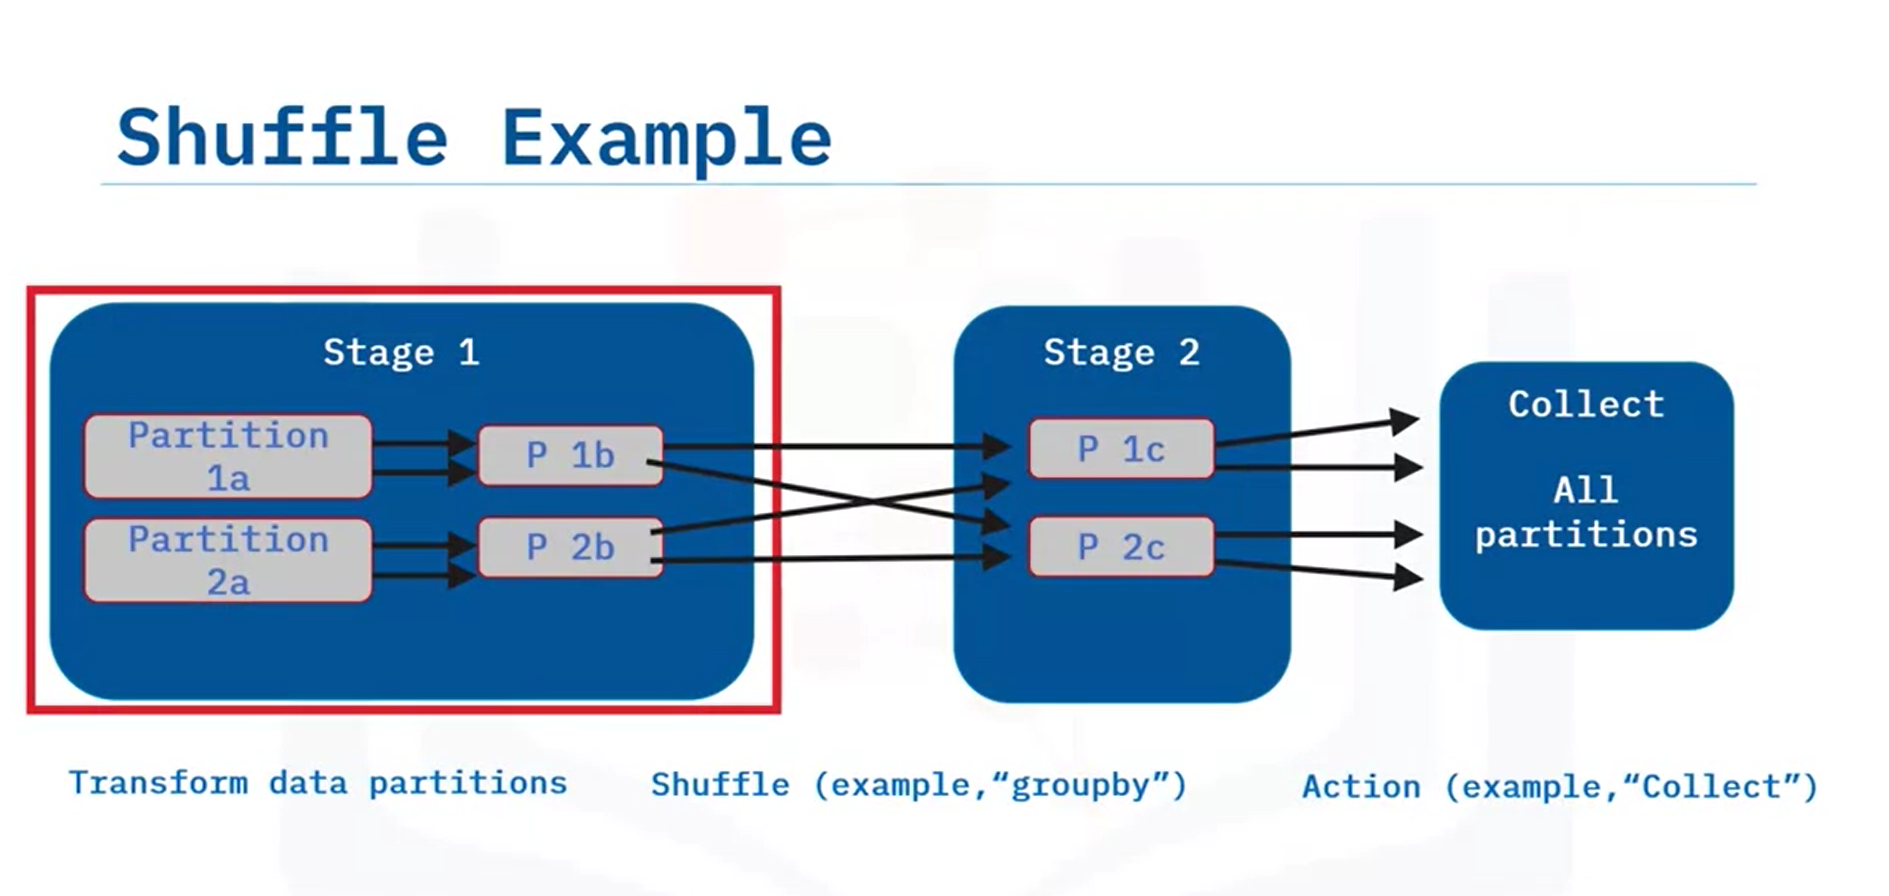 Shuffle Example
Stage 1
Partition
1a
P 1b
Partition
2a
P 2b
Stage 2
P 1c
P 2c
Collect
All
partitions
Transform data partitions
Shuffle (example,“groupby”)
Action (example,“Collect”)